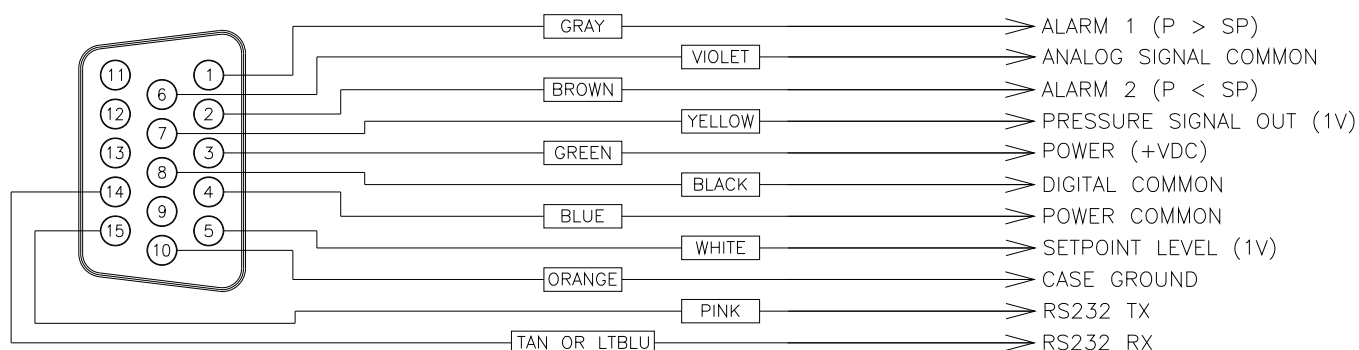 GRAY ALARM 1 (P > SP)
VIOLET ANALOG SIGNAL COMMON
BROWN ALARM 2 (P < SP)
YELLOW PRESSURE SIGNAL OUT (1V)
GREEN POWER (+VDC)
BLACK DIGITAL COMMON
BLUE POWER COMMON
WHITE SETPOINT LEVEL (1V)
ORANGE CASE GROUND
PINK RS232 TX
TAN OR LTBLU RS232 RX
11 1
6
12 2
7
13 3
8
14 4
9
15 5
10